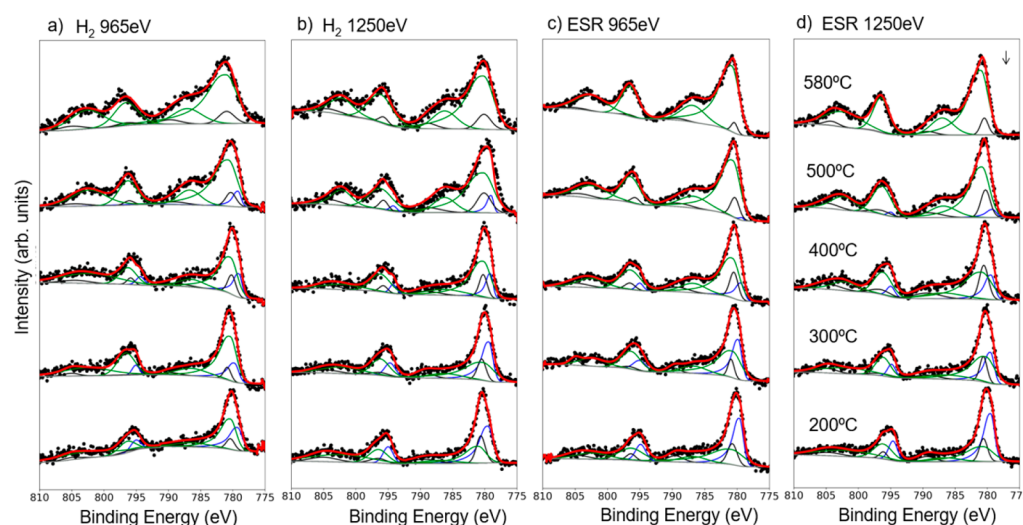 a) H₂ 965eV
b) H₂ 1250eV
c) ESR 965eV
d) ESR 1250eV
↓
580ºC
500ºC
400ºC
300ºC
200ºC
Intensity (arb. units)
810 805 800 795 790 785 780 775
810 805 800 795 790 785 780 775
810 805 800 795 790 785 780 775
810 805 800 795 790 785 780 775
Binding Energy (eV)
Binding Energy (eV)
Binding Energy (eV)
Binding Energy (eV)